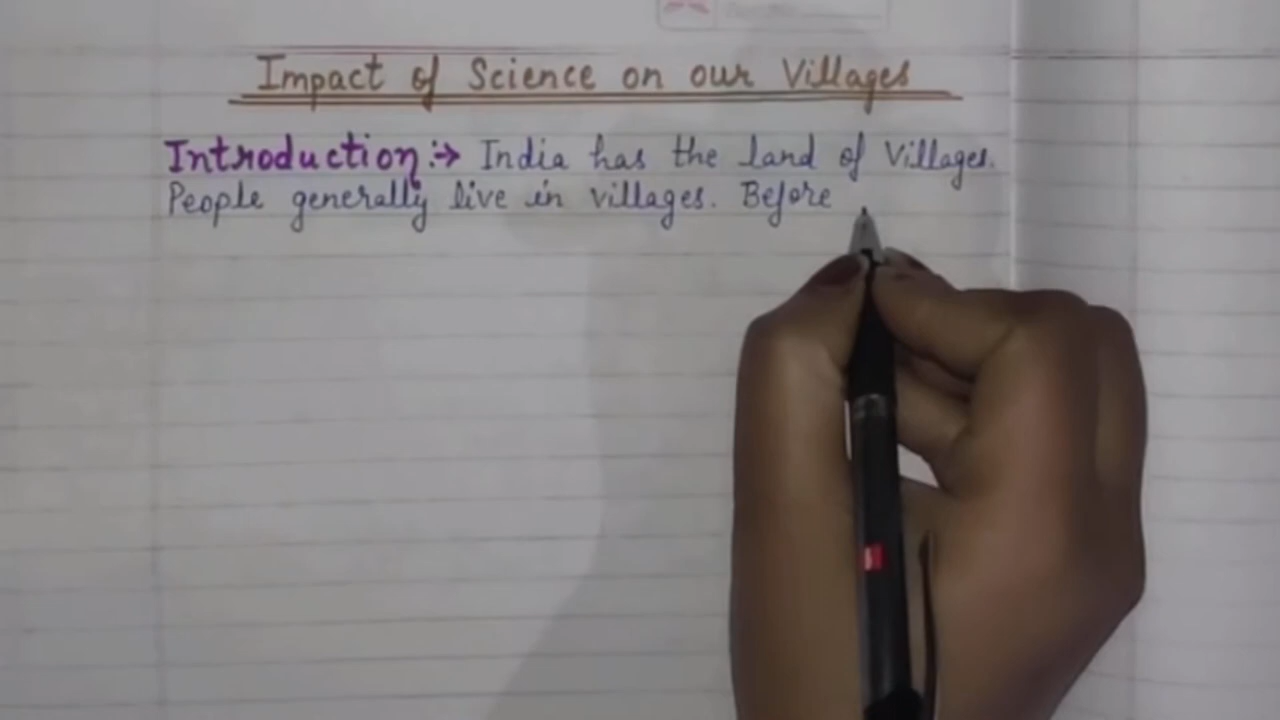 Impact of Science on our Villages
Introduction:→ India has the land of Villages.
People generally live in villages. Before